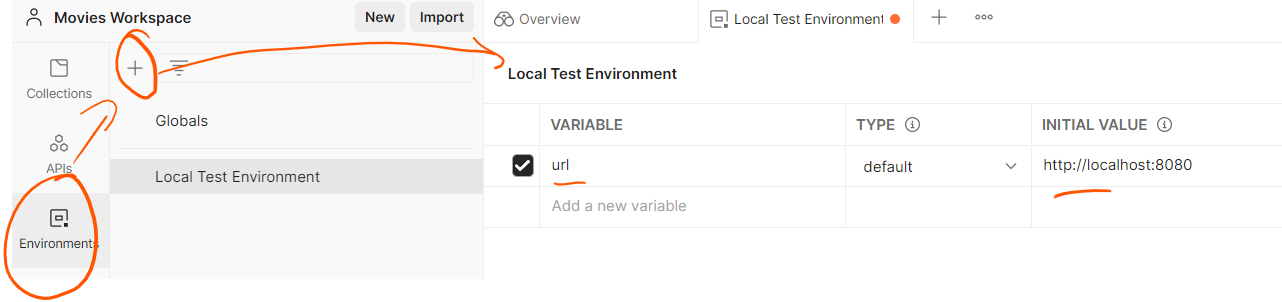 Movies Workspace
New
Import
Overview
Local Test Environment
Collections
Globals
APIs
Local Test Environment
Environments
Local Test Environment
VARIABLE
TYPE
INITIAL VALUE
url
default
http://localhost:8080
Add a new variable